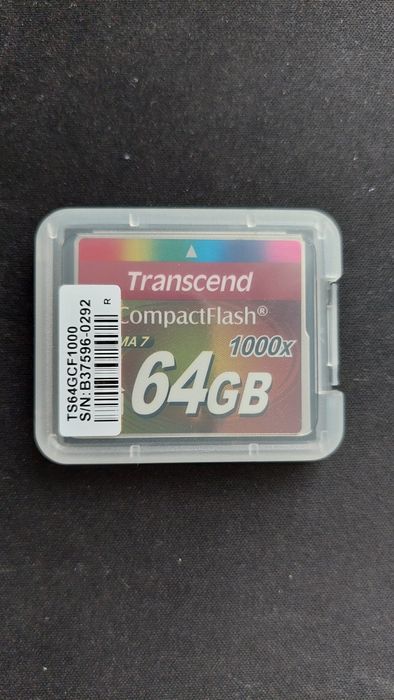 Transcend
CompactFlash®
MA 7
1000x
64GB
TS64GCF1000
S/N:B37596-0292
R